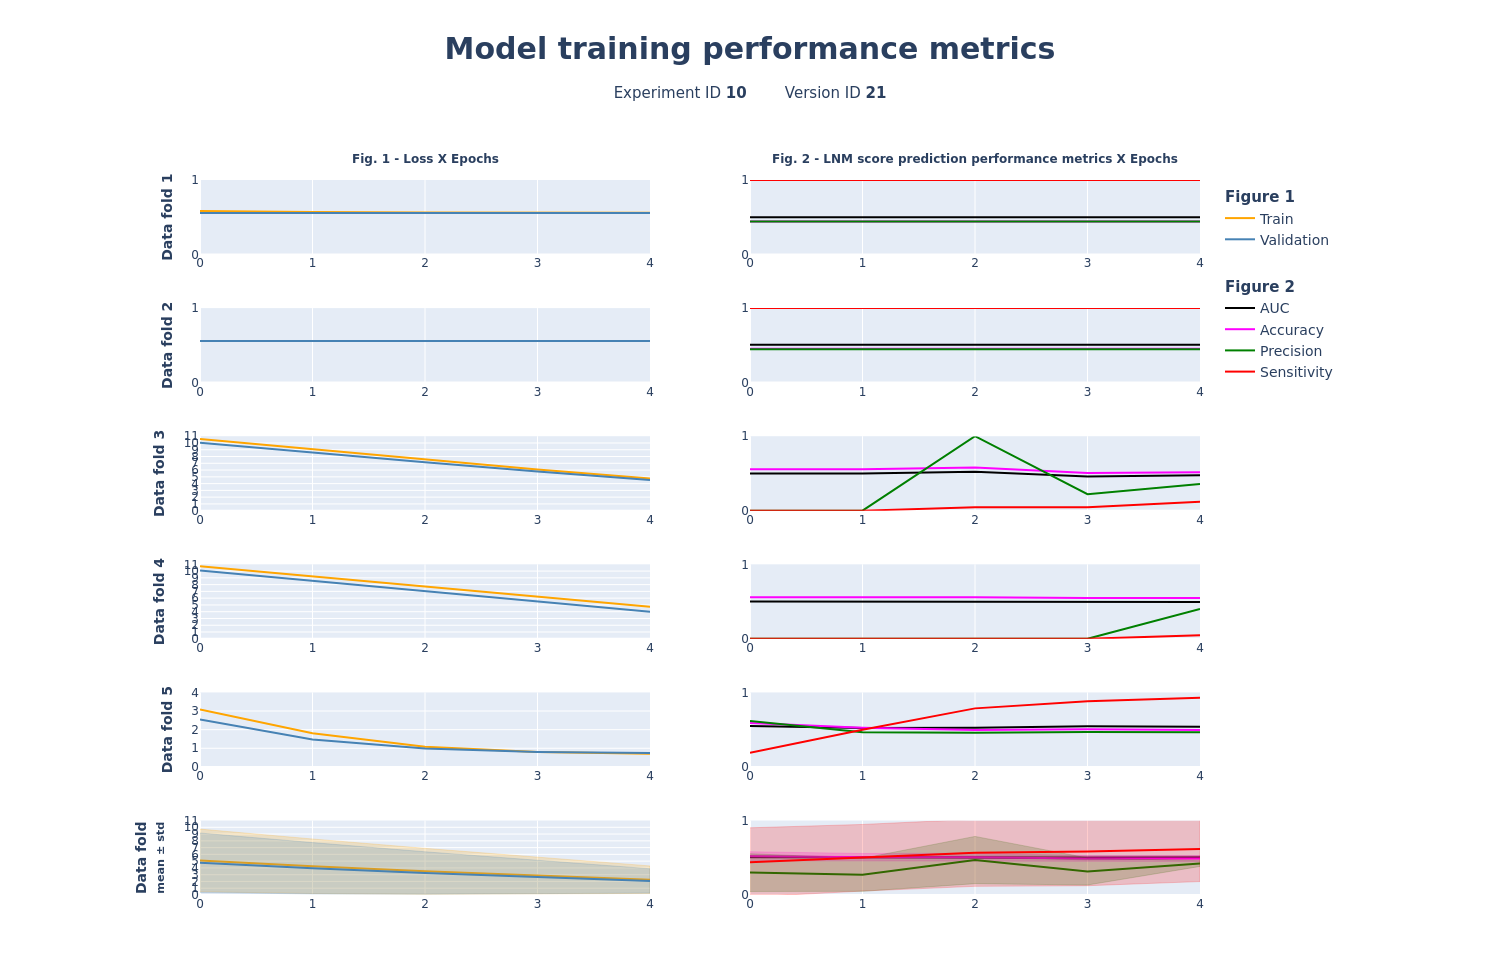 Model training performance metrics
Experiment ID 10 Version ID 21
Fig. 1 - Loss X Epochs
Fig. 2 - LNM score prediction performance metrics X Epochs
Data fold 1
1
0
0 1 2 3 4
1
0
0 1 2 3 4
Figure 1
Train
Validation
Figure 2
AUC
Accuracy
Precision
Sensitivity
Data fold 2
1
0
0 1 2 3 4
1
0
0 1 2 3 4
Data fold 3
11
10
9
8
7
6
5
4
3
2
1
0
0 1 2 3 4
1
0
0 1 2 3 4
Data fold 4
11
10
9
8
7
6
5
4
3
2
1
0
0 1 2 3 4
1
0
0 1 2 3 4
Data fold 5
4
3
2
1
0
0 1 2 3 4
1
0
0 1 2 3 4
Data fold
mean ± std
11
10
9
8
7
6
5
4
3
2
1
0
0 1 2 3 4
1
0
0 1 2 3 4